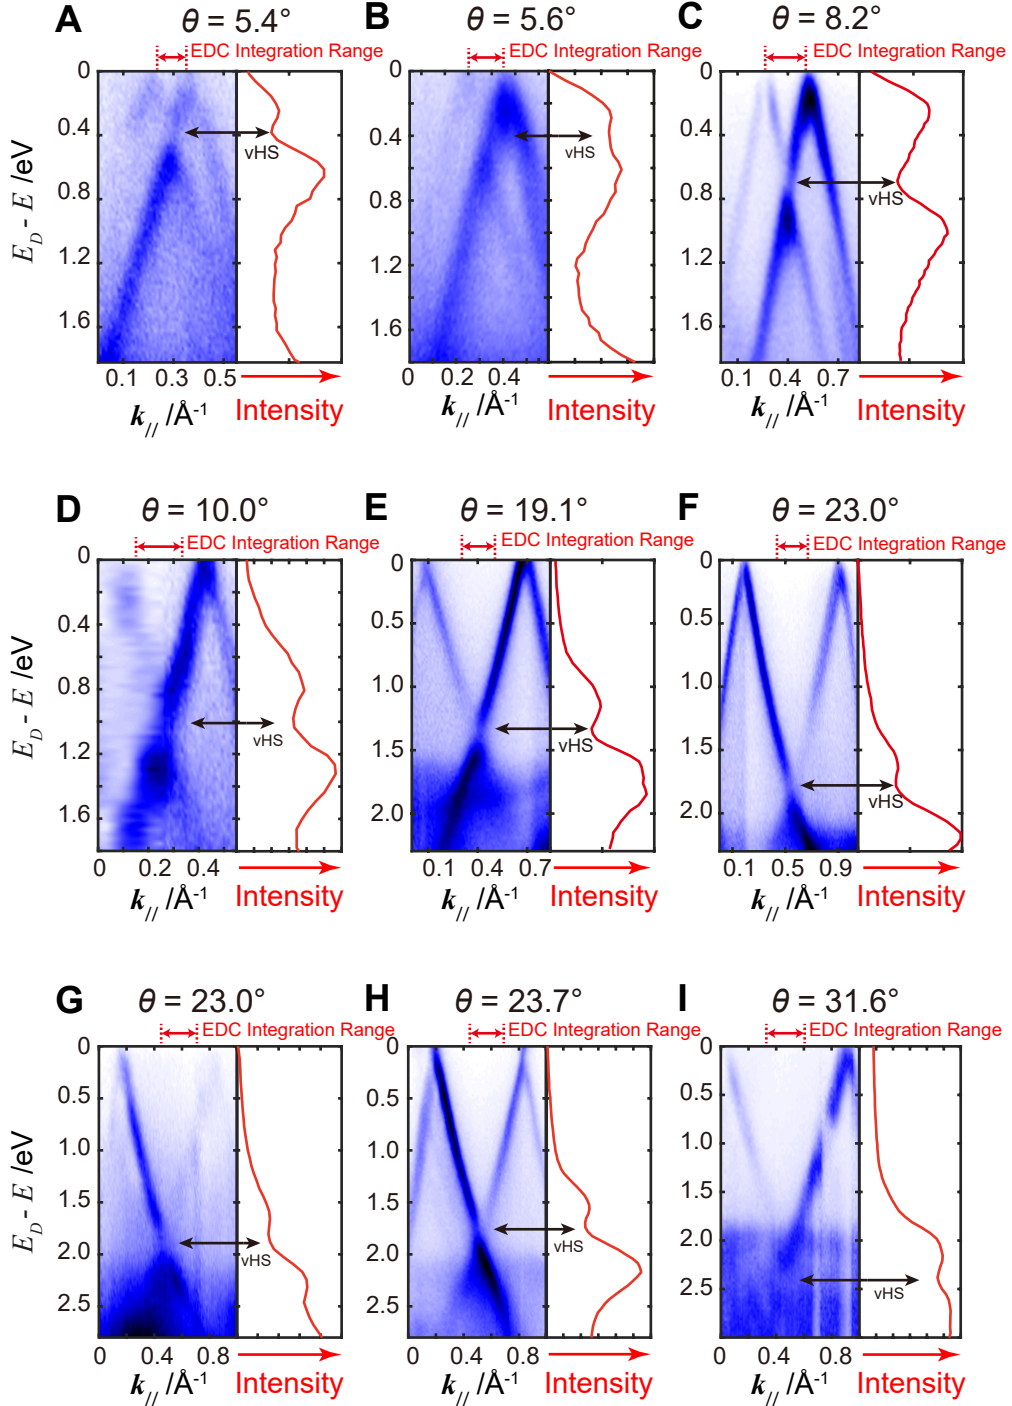 A θ = 5.4° B θ = 5.6° C θ = 8.2°
EDC Integration Range EDC Integration Range EDC Integration Range
E_D - E /eV
0 0.4 0.8 1.2 1.6
vHS
0.1 0.3 0.5
k_// /Å⁻¹ Intensity
0 0.4 0.8 1.2 1.6
vHS
0 0.2 0.4
k_// /Å⁻¹ Intensity
0 0.4 0.8 1.2 1.6
vHS
0.1 0.4 0.7
k_// /Å⁻¹ Intensity
D θ = 10.0° E θ = 19.1° F θ = 23.0°
EDC Integration Range EDC Integration Range EDC Integration Range
E_D - E /eV
0 0.4 0.8 1.2 1.6
vHS
0 0.2 0.4
k_// /Å⁻¹ Intensity
0 0.5 1.0 1.5 2.0
vHS
0.1 0.4 0.7
k_// /Å⁻¹ Intensity
0 0.5 1.0 1.5 2.0
vHS
0.1 0.5 0.9
k_// /Å⁻¹ Intensity
G θ = 23.0° H θ = 23.7° I θ = 31.6°
EDC Integration Range EDC Integration Range EDC Integration Range
E_D - E /eV
0 0.5 1.0 1.5 2.0 2.5
vHS
0 0.4 0.8
k_// /Å⁻¹ Intensity
0 0.5 1.0 1.5 2.0 2.5
vHS
0 0.4 0.8
k_// /Å⁻¹ Intensity
0 0.5 1.0 1.5 2.0 2.5
vHS
0 0.4 0.8
k_// /Å⁻¹ Intensity